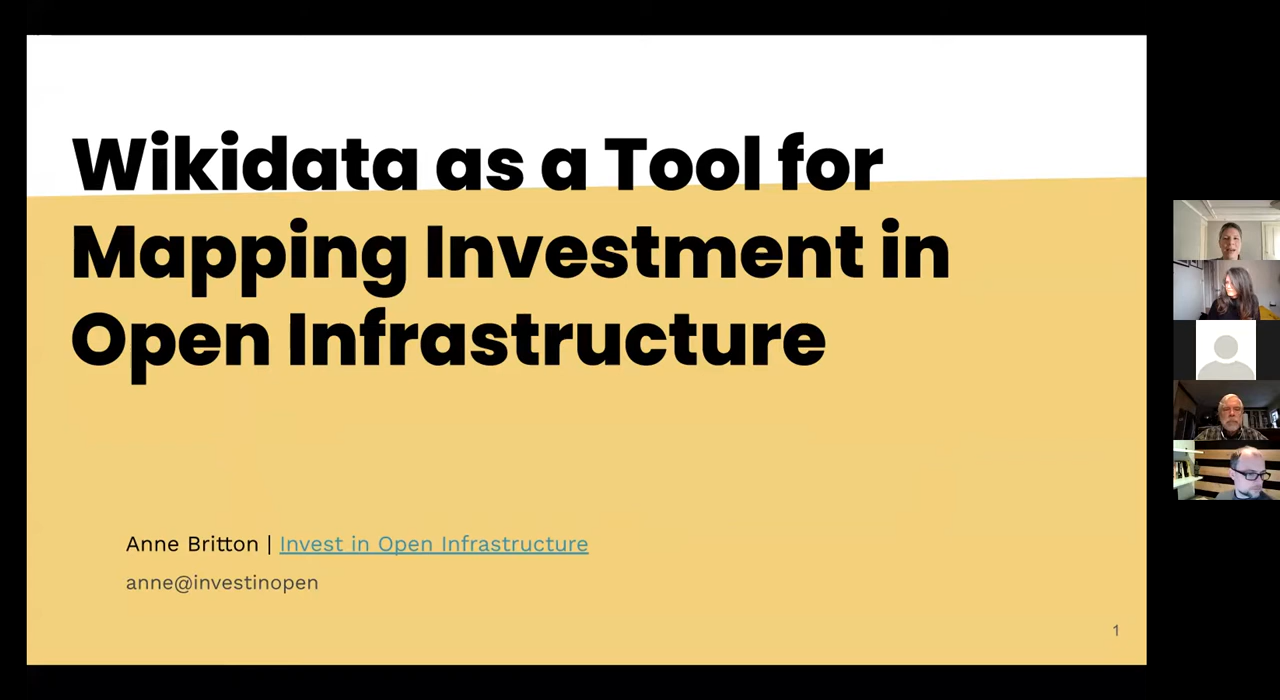 Wikidata as a Tool for
Mapping Investment in
Open Infrastructure
Anne Britton | Invest in Open Infrastructure
anne@investinopen
1